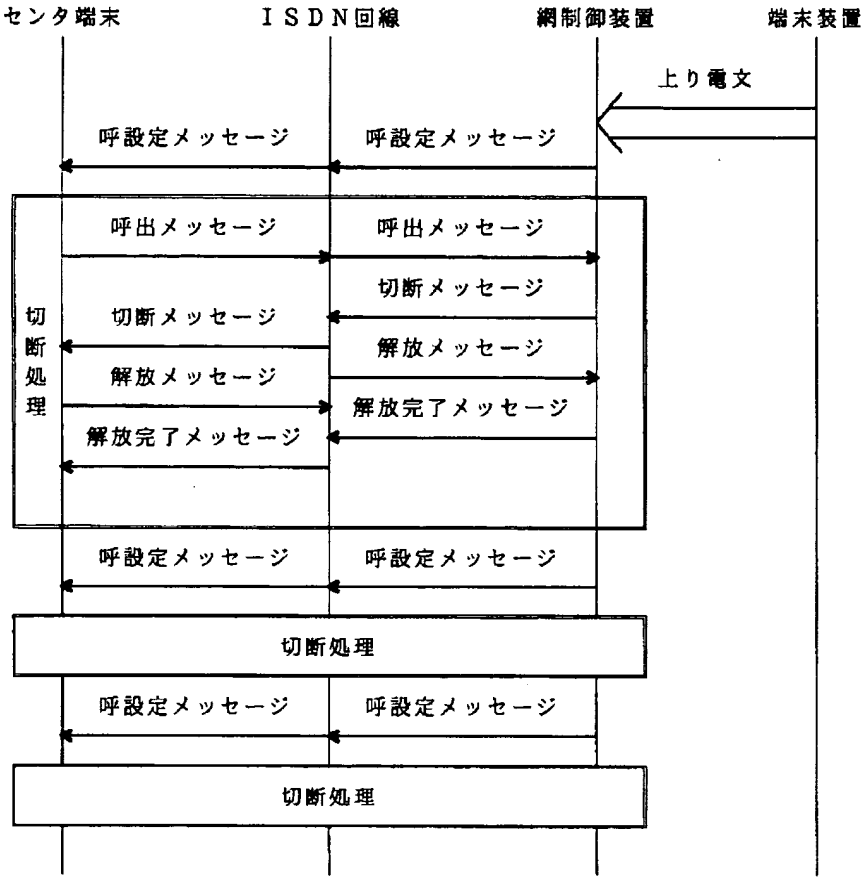 センタ端末 ＩＳＤＮ回線 網制御装置 端末装置
上り電文
呼設定メッセージ 呼設定メッセージ
呼出メッセージ 呼出メッセージ
切断メッセージ
切断メッセージ
解放メッセージ
解放メッセージ
解放完了メッセージ
解放完了メッセージ
切断処理
呼設定メッセージ 呼設定メッセージ
切断処理
呼設定メッセージ 呼設定メッセージ
切断処理